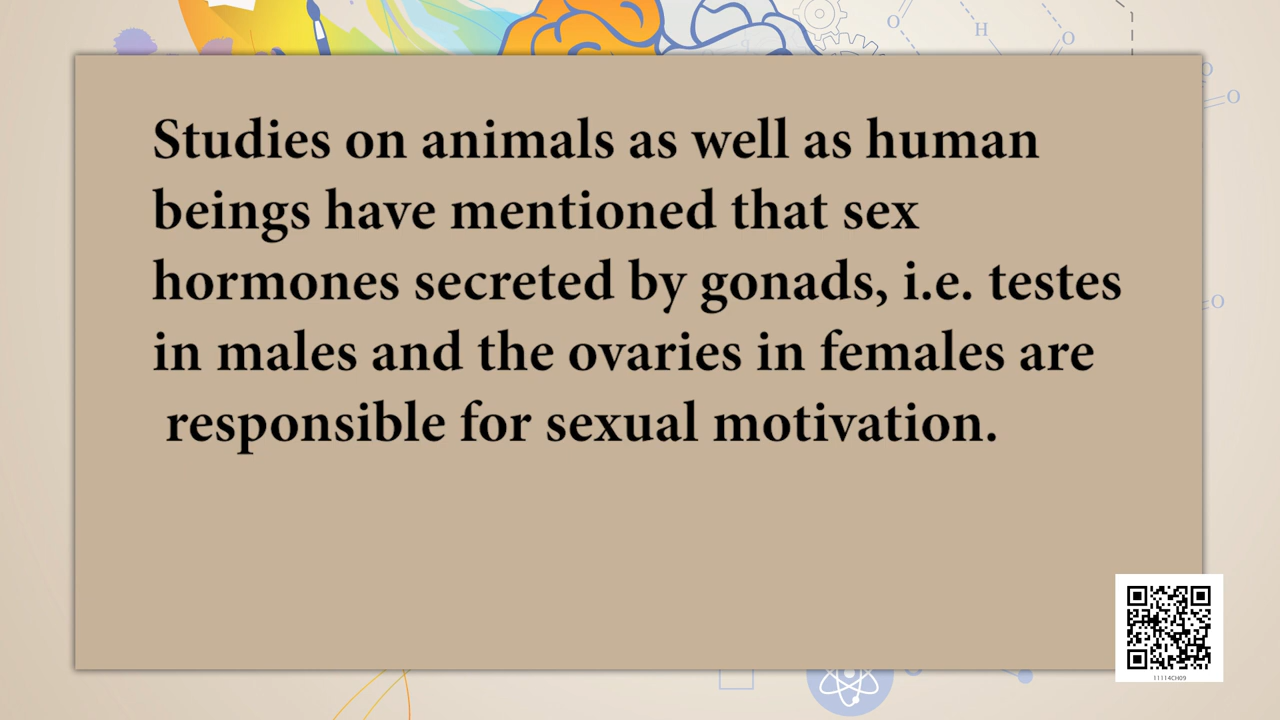 O
H
O
O
O
Studies on animals as well as human
beings have mentioned that sex
hormones secreted by gonads, i.e. testes
in males and the ovaries in females are
responsible for sexual motivation.
O
O
11114CH09